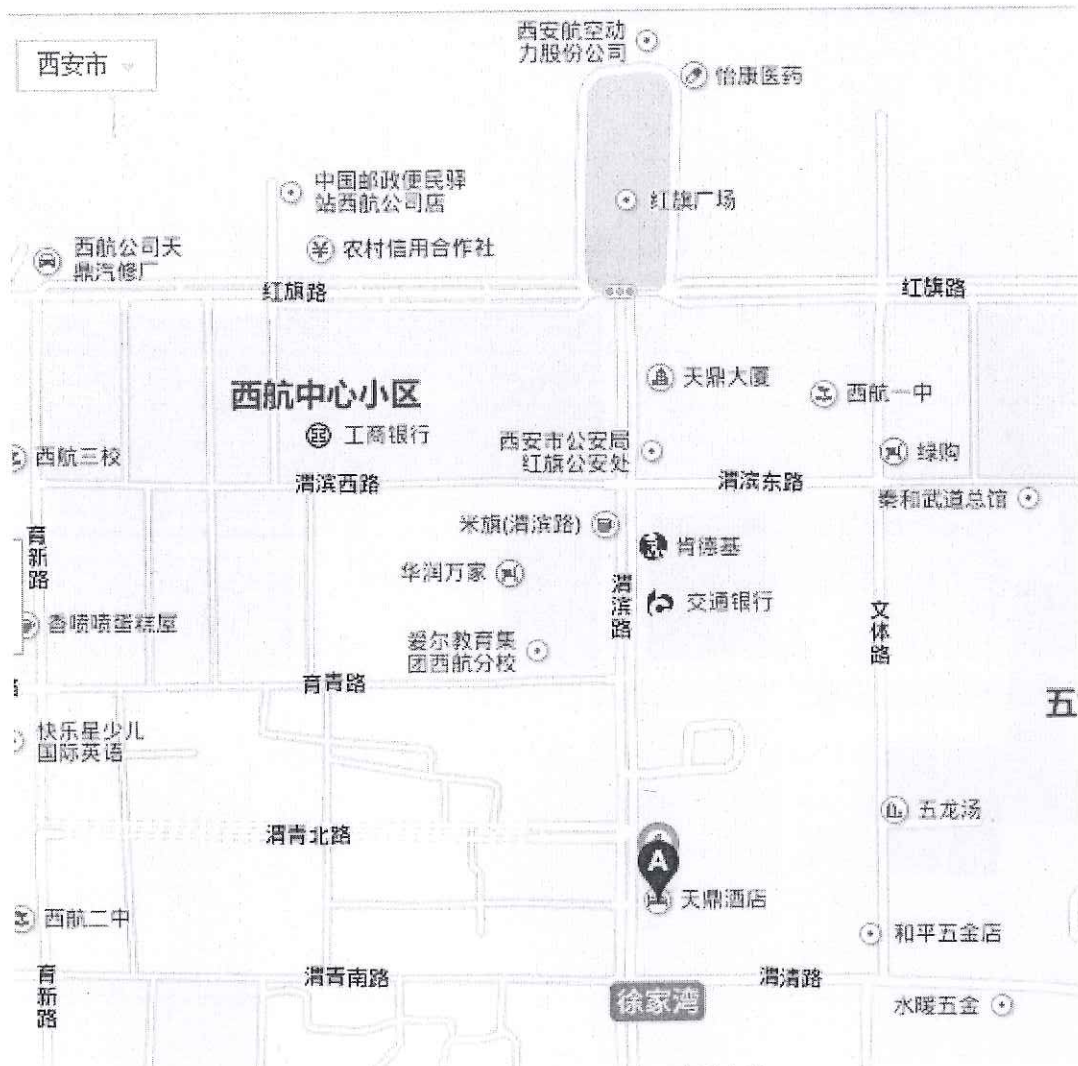 西安航空动
力股份公司
西安市
怡康医药
中国邮政便民驿
站西航公司店
红旗广场
西航公司天
鼎汽修厂
农村信用合作社
红旗路
红旗路
天鼎大厦
西航中心小区
西航一中
工商银行
西安市公安局
红旗公安处
西航三校
绿购
渭滨西路
渭滨东路
秦和武道总馆
米旗(渭滨路)
育新路
肯德基
华润万家
渭滨路
交通银行
文体路
香喷喷蛋糕屋
爱尔教育集
团西航分校
育青路
路
五
快乐星少儿
国际英语
五龙汤
渭青北路
A
天鼎酒店
西航二中
和平五金店
育新路
渭青南路
渭清路
徐家湾
水暖五金